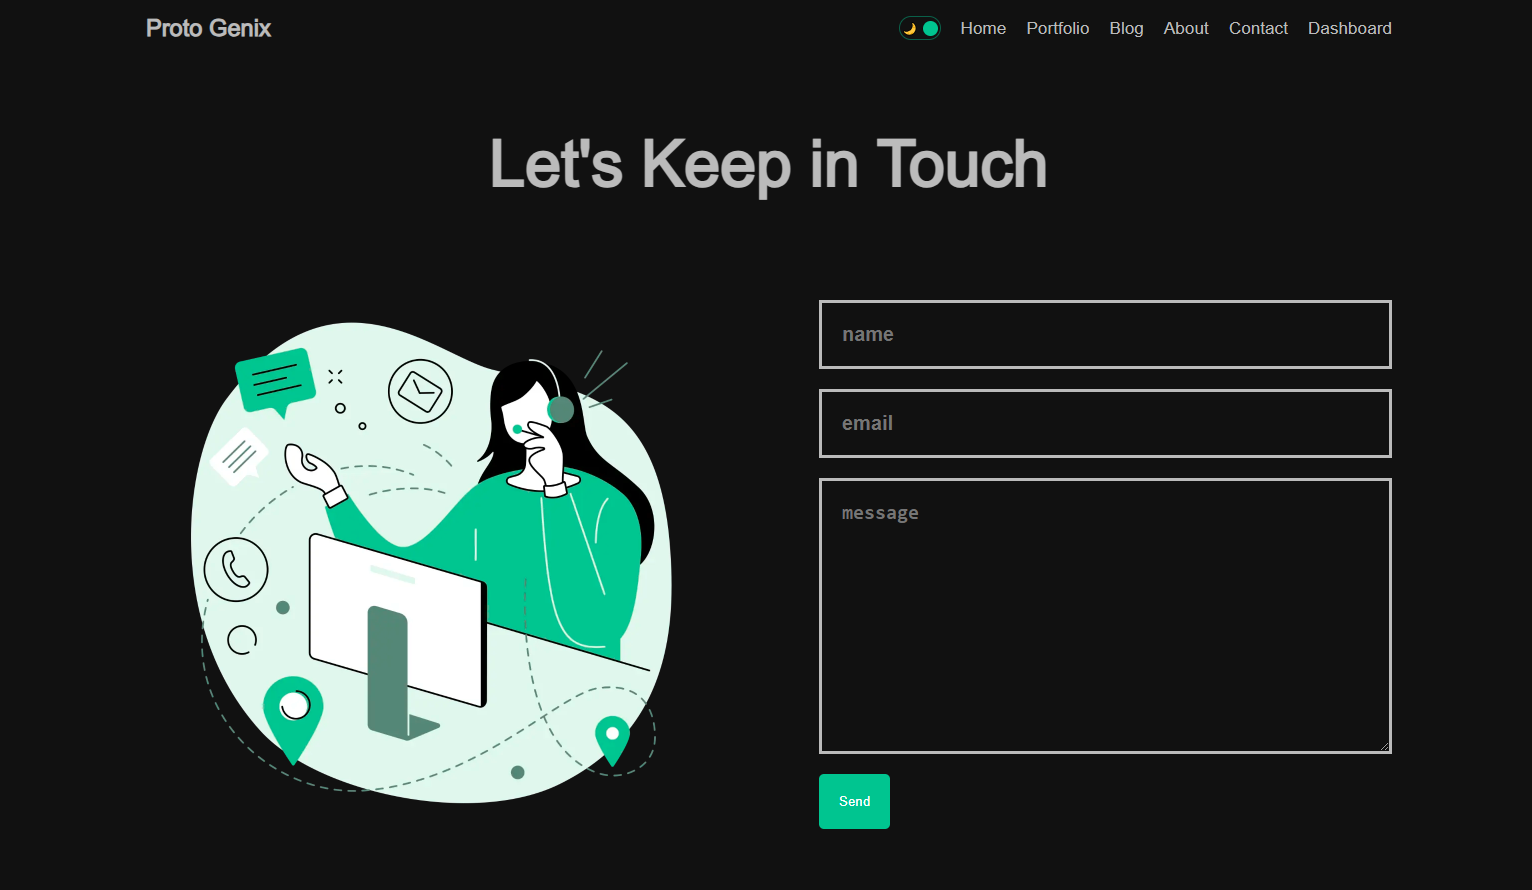 Proto Genix
Home Portfolio Blog About Contact Dashboard
Let's Keep in Touch
name
email
message
Send